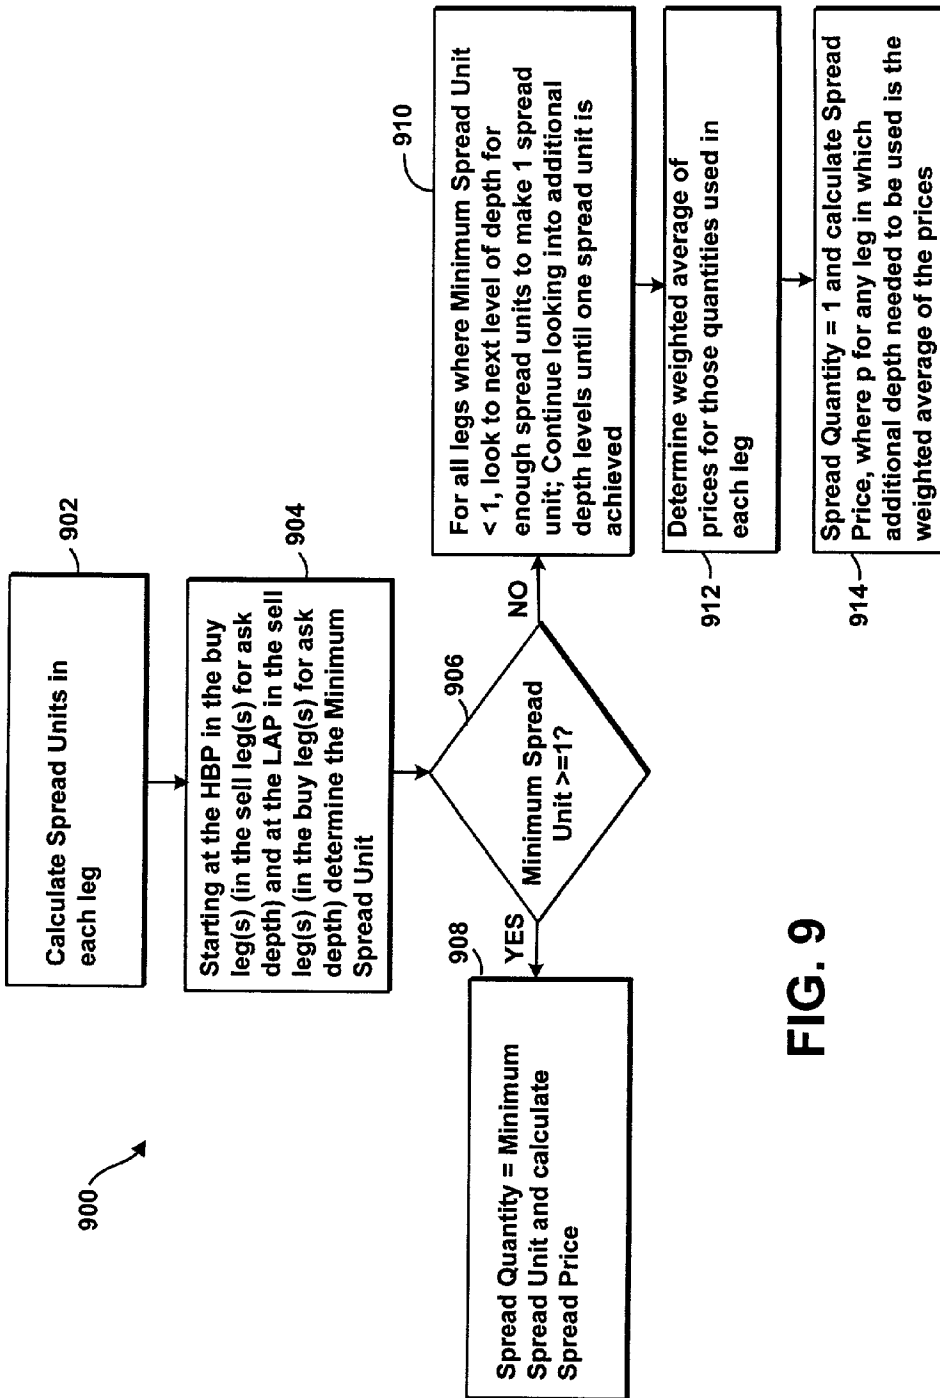 900
902
Calculate Spread Units in
each leg
904
Starting at the HBP in the buy
leg(s) (in the sell leg(s) for ask
depth) and at the LAP in the sell
leg(s) (in the buy leg(s) for ask
depth) determine the Minimum
Spread Unit
906
Minimum Spread
Unit >=1?
YES
NO
908
Spread Quantity = Minimum
Spread Unit and calculate
Spread Price
910
For all legs where Minimum Spread Unit
< 1, look to next level of depth for
enough spread units to make 1 spread
unit; Continue looking into additional
depth levels until one spread unit is
achieved
912
Determine weighted average of
prices for those quantities used in
each leg
914
Spread Quantity = 1 and calculate Spread
Price, where p for any leg in which
additional depth needed to be used is the
weighted average of the prices
FIG. 9